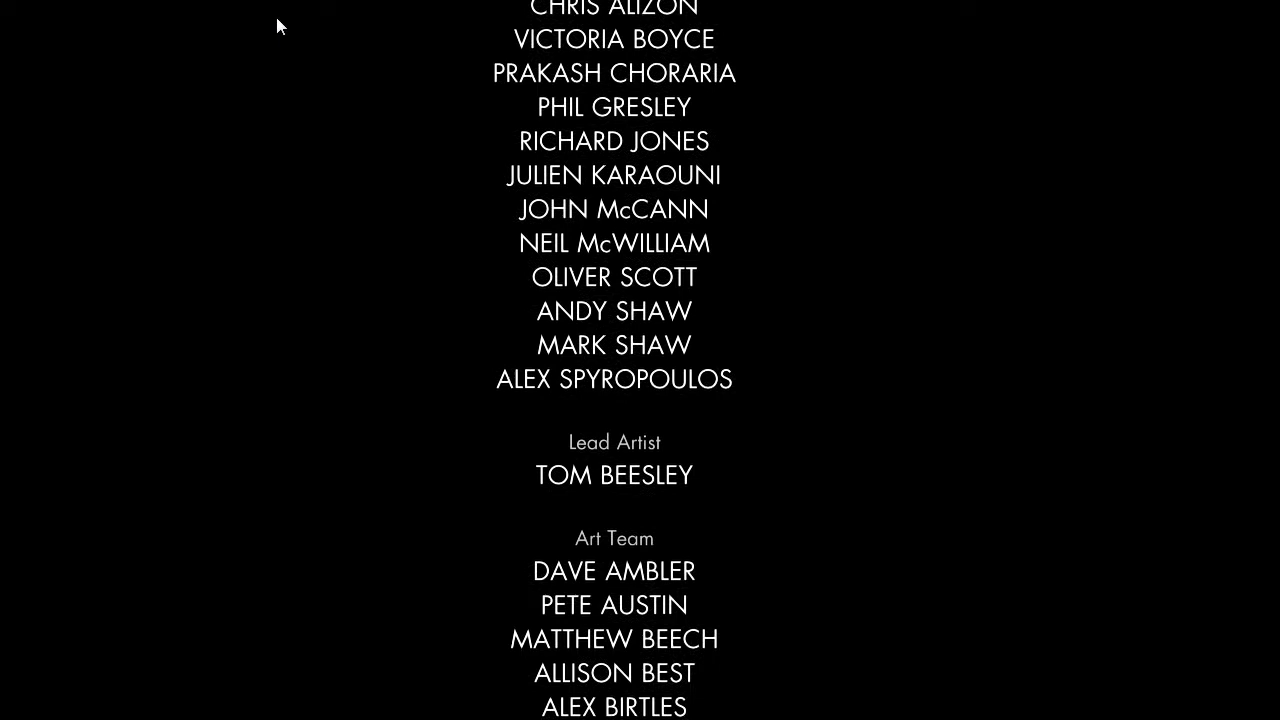 CHRIS ALIZON
VICTORIA BOYCE
PRAKASH CHORARIA
PHIL GRESLEY
RICHARD JONES
JULIEN KARAOUNI
JOHN McCANN
NEIL McWILLIAM
OLIVER SCOTT
ANDY SHAW
MARK SHAW
ALEX SPYROPOULOS
Lead Artist
TOM BEESLEY
Art Team
DAVE AMBLER
PETE AUSTIN
MATTHEW BEECH
ALLISON BEST
ALEX BIRTLES